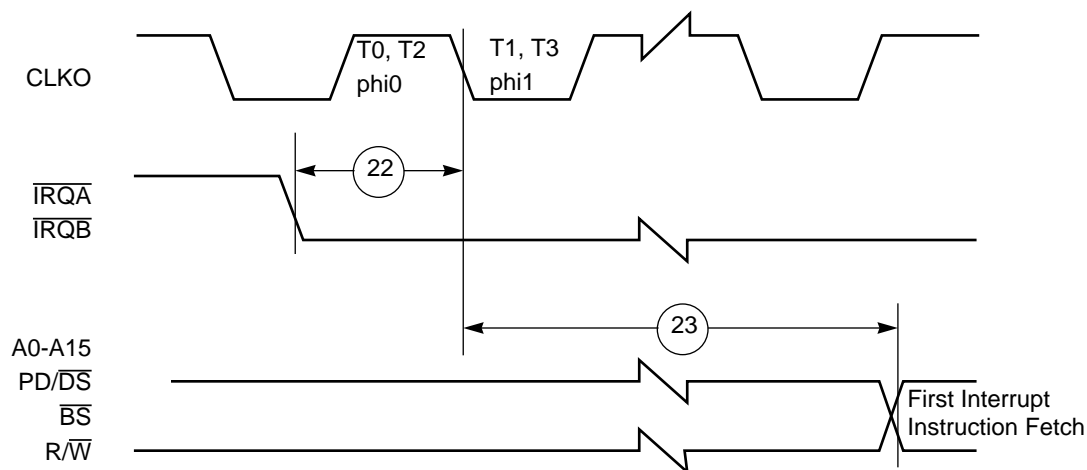 CLKO
T0, T2
phi0
T1, T3
phi1
22
IRQA
IRQB
23
A0-A15
PD/DS
BS
R/W
First Interrupt
Instruction Fetch